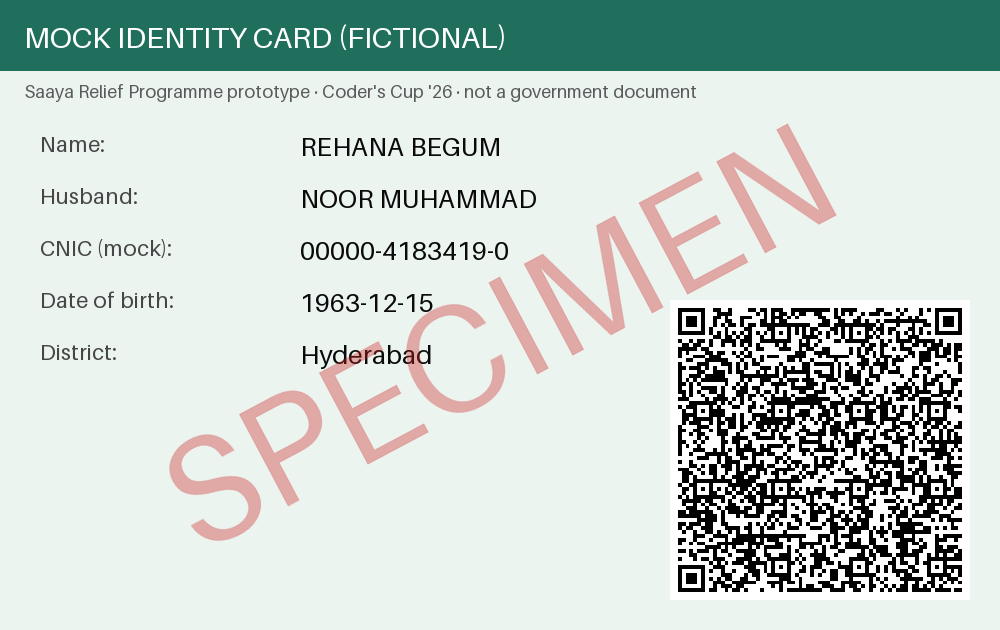 MOCK IDENTITY CARD (FICTIONAL)
Saaya Relief Programme prototype · Coder's Cup '26 · not a government document
Name: REHANA BEGUM
Husband: NOOR MUHAMMAD
CNIC (mock): 00000-4183419-0
Date of birth: 1963-12-15
District: Hyderabad
SPECIMEN